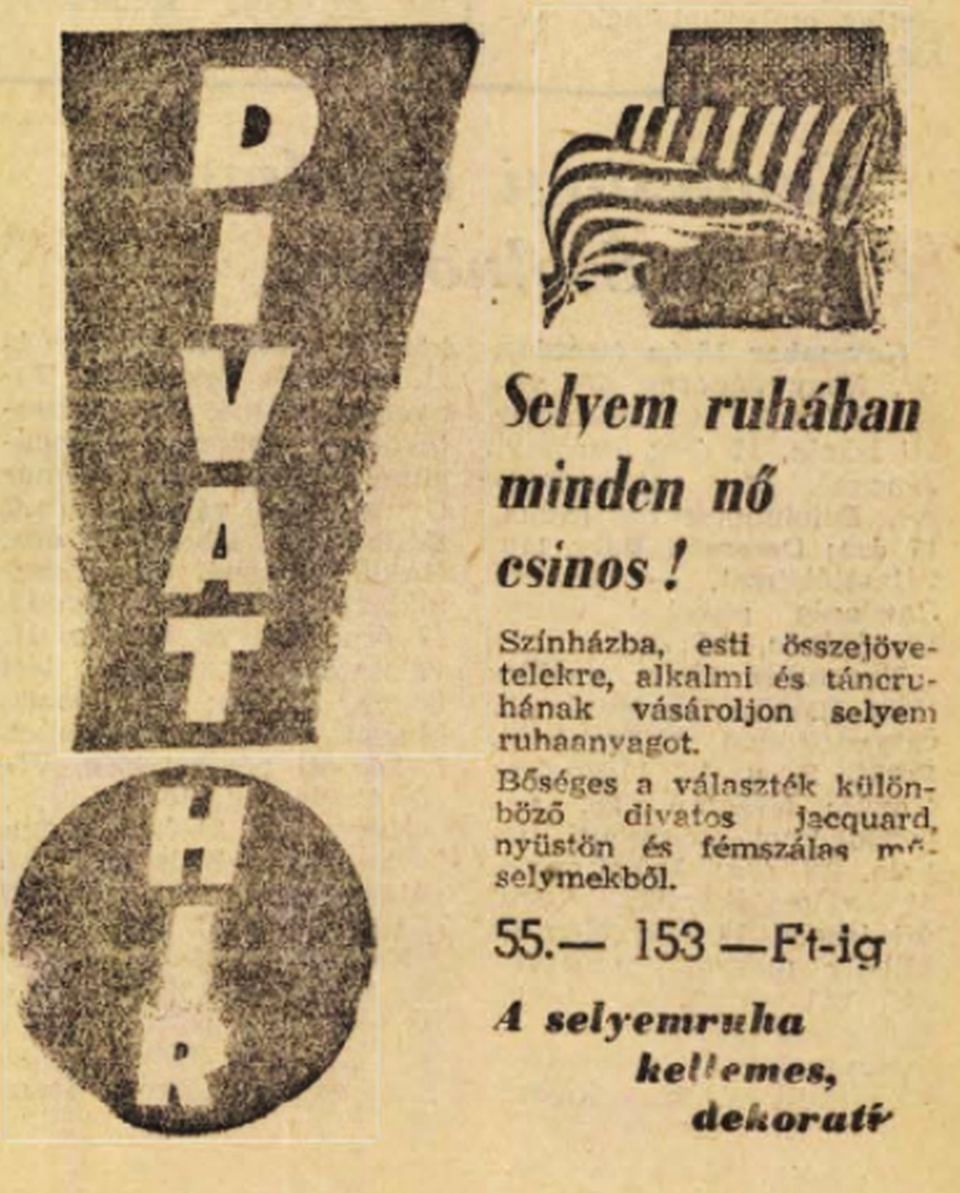 DIVAT
HIR
Selyem ruhában
minden nő
csinos!
Színházba, esti összejöve-
telekre, alkalmi és táncru-
hának vásároljon selyem
ruhaanyagot.
Bőséges a választék külön-
böző divatos jacquard,
nyüstön és fémszálas mű-
selymekből.
55.— 153 —Ft-ig
A selyemruha
kellemes,
dekoratív